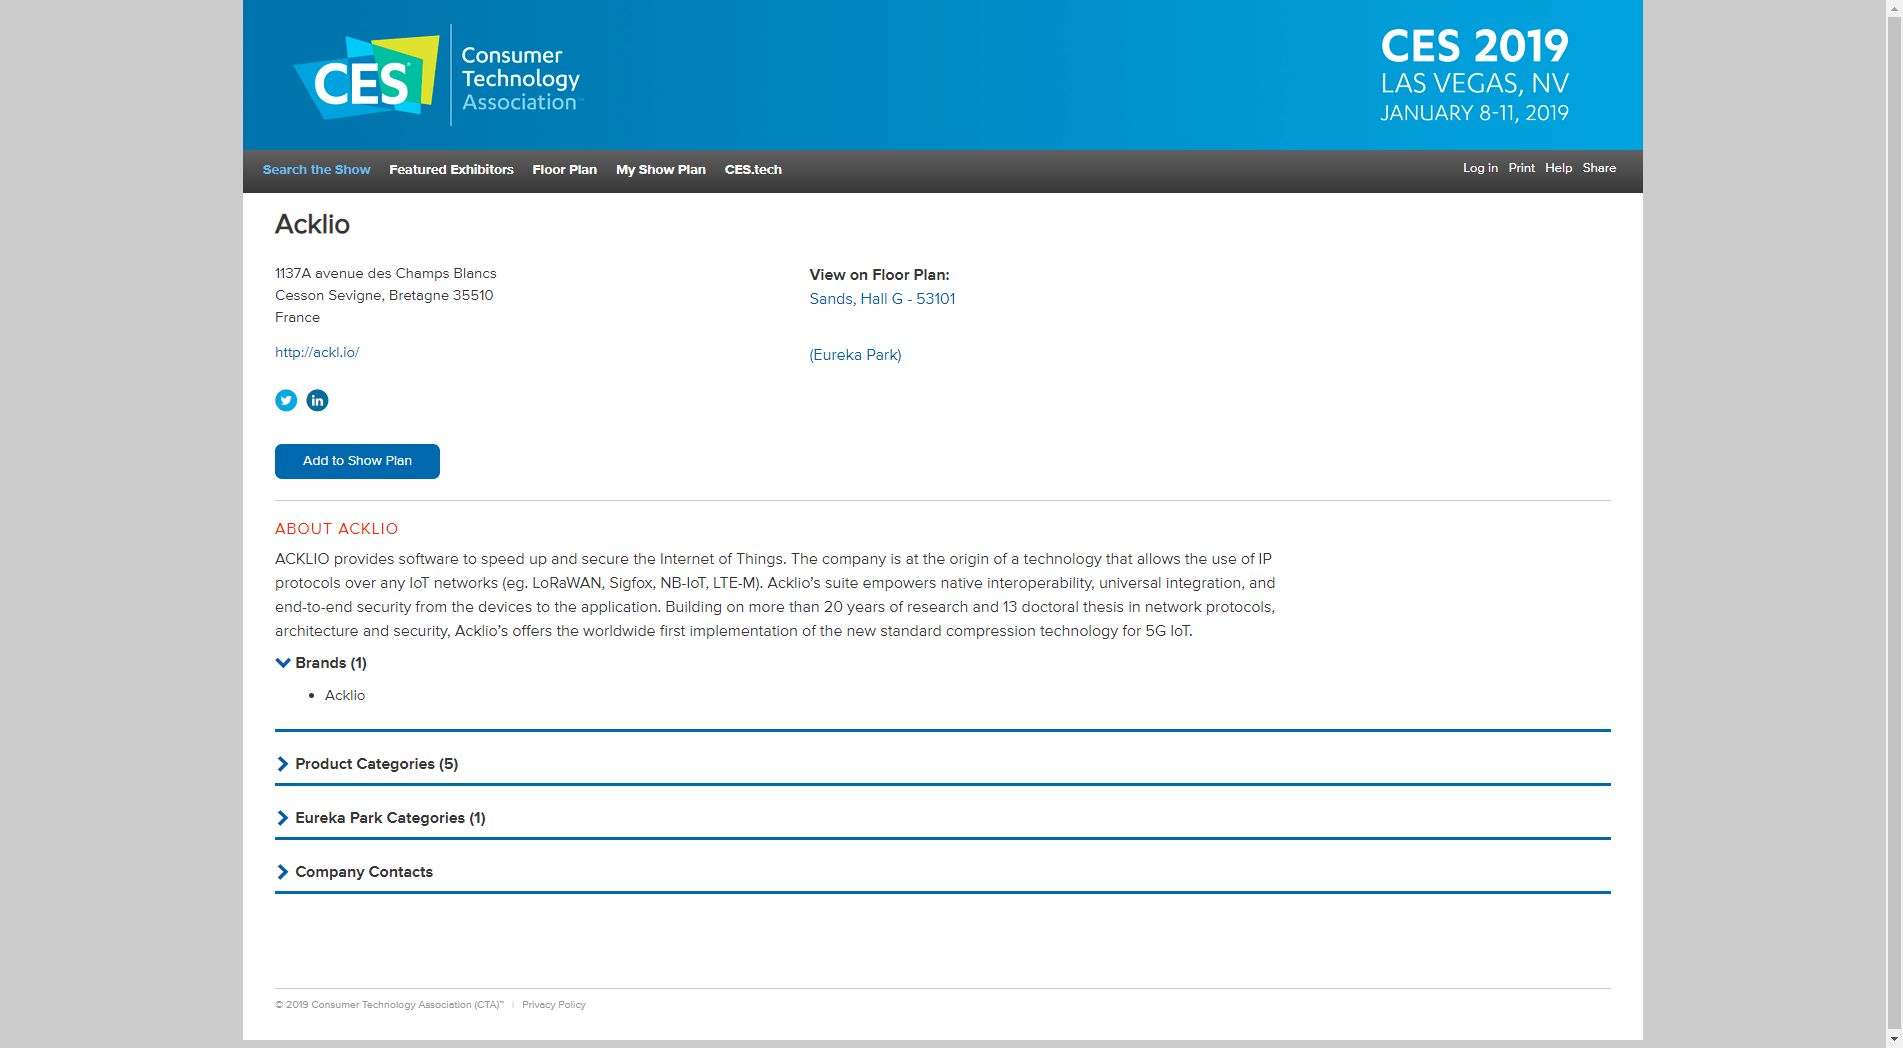 CES®
Consumer
Technology
Association™
CES 2019
LAS VEGAS, NV
JANUARY 8-11, 2019
Search the Show Featured Exhibitors Floor Plan My Show Plan CES.tech
Log in Print Help Share
Acklio
1137A avenue des Champs Blancs
Cesson Sevigne, Bretagne 35510
France
http://ackl.io/
View on Floor Plan:
Sands, Hall G - 53101
(Eureka Park)
in
Add to Show Plan
ABOUT ACKLIO
ACKLIO provides software to speed up and secure the Internet of Things. The company is at the origin of a technology that allows the use of IP
protocols over any IoT networks (eg. LoRaWAN, Sigfox, NB-IoT, LTE-M). Acklio’s suite empowers native interoperability, universal integration, and
end-to-end security from the devices to the application. Building on more than 20 years of research and 13 doctoral thesis in network protocols,
architecture and security, Acklio’s offers the worldwide first implementation of the new standard compression technology for 5G IoT.
Brands (1)
• Acklio
Product Categories (5)
Eureka Park Categories (1)
Company Contacts
© 2019 Consumer Technology Association (CTA)™ | Privacy Policy